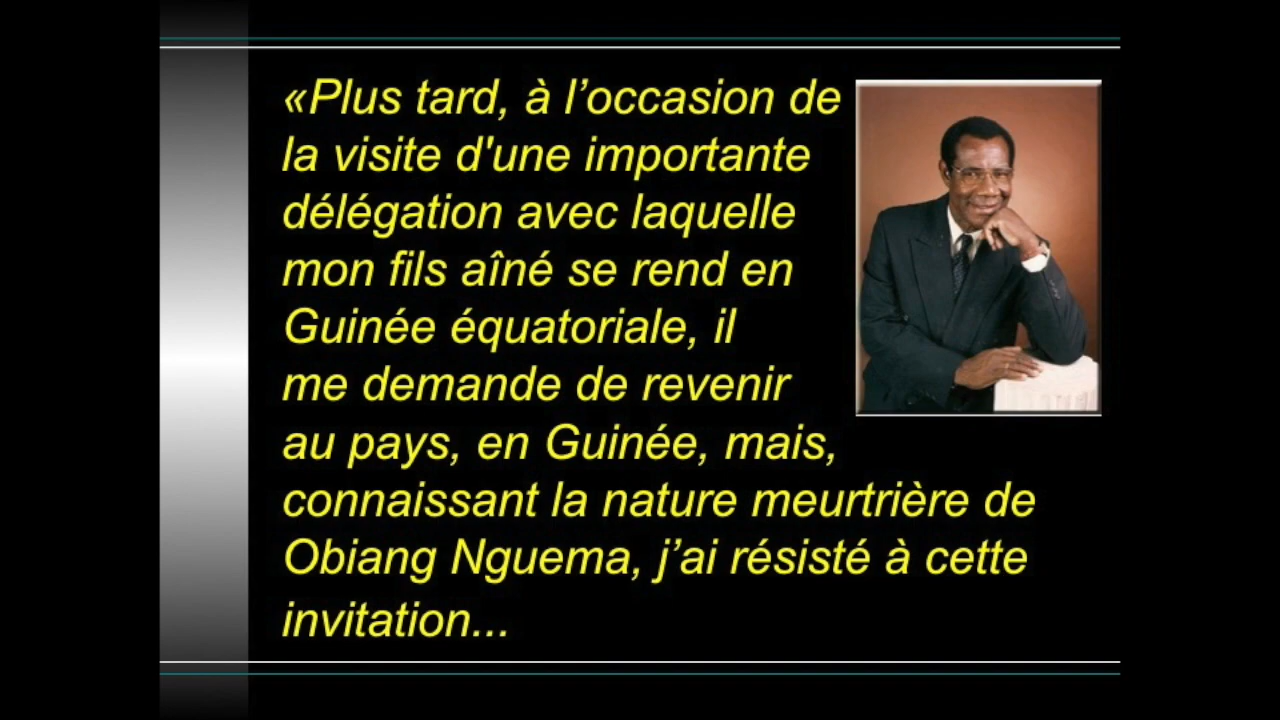 «Plus tard, à l’occasion de
la visite d'une importante
délégation avec laquelle
mon fils aîné se rend en
Guinée équatoriale, il
me demande de revenir
au pays, en Guinée, mais,
connaissant la nature meurtrière de
Obiang Nguema, j’ai résisté à cette
invitation...